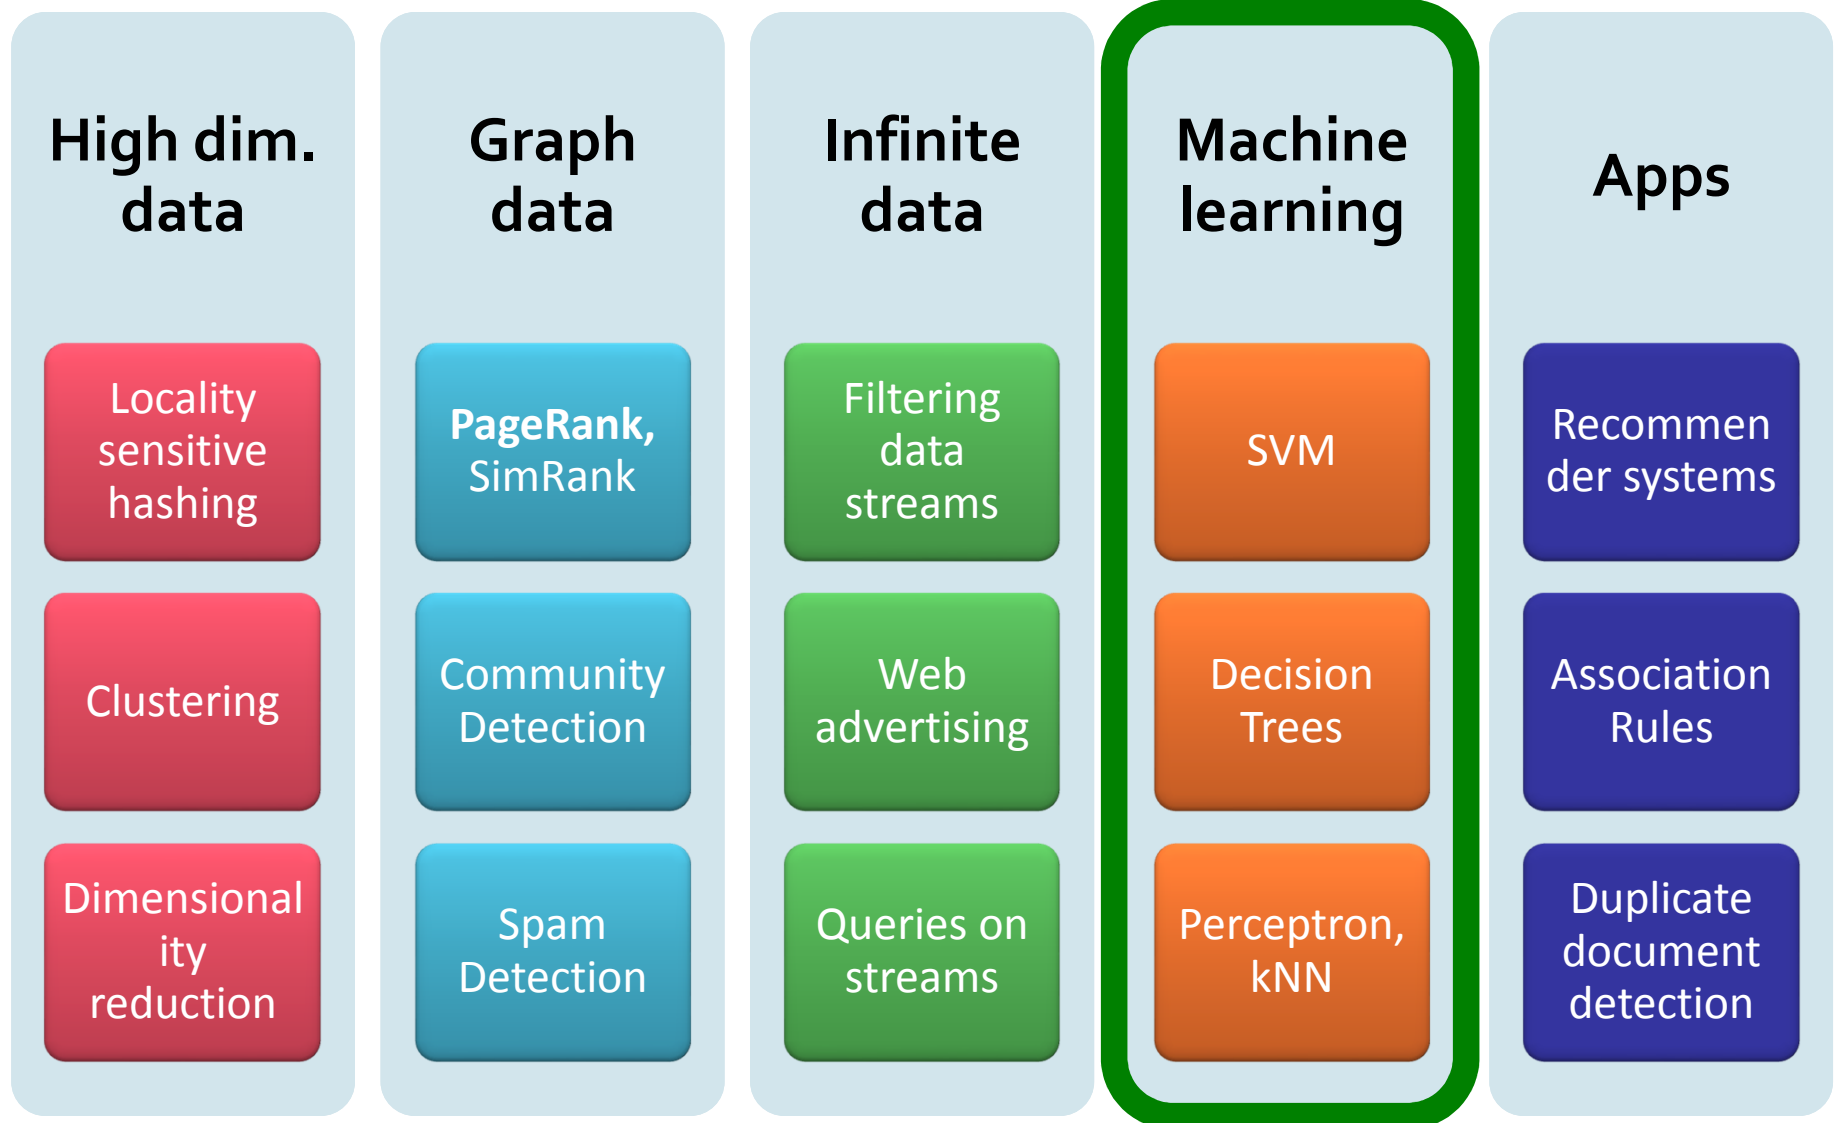 High dim.
data
Locality
sensitive
hashing
Clustering
Dimensional
ity
reduction
Graph
data
PageRank,
SimRank
Community
Detection
Spam
Detection
Infinite
data
Filtering
data
streams
Web
advertising
Queries on
streams
Machine
learning
SVM
Decision
Trees
Perceptron,
kNN
Apps
Recommen
der systems
Association
Rules
Duplicate
document
detection